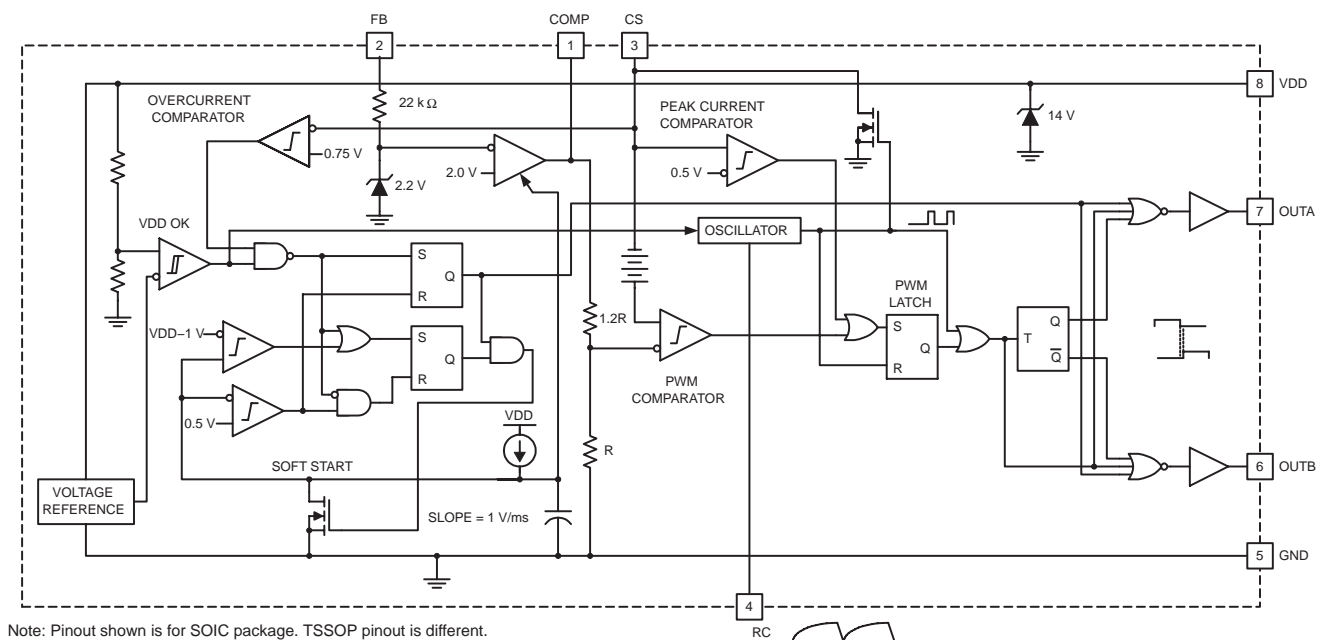 FB
COMP
CS
2
1
3
8
VDD
OVERCURRENT
COMPARATOR
22 kΩ
PEAK CURRENT
COMPARATOR
14 V
0.75 V
2.0 V
0.5 V
2.2 V
VDD OK
7
OUTA
OSCILLATOR
S
Q
R
PWM
LATCH
1.2R
VDD–1 V
S
Q
R
S
Q
R
T
Q
Q̅
PWM
COMPARATOR
0.5 V
VDD
R
SOFT START
6
OUTB
VOLTAGE
REFERENCE
SLOPE = 1 V/ms
5
GND
4
Note: Pinout shown is for SOIC package. TSSOP pinout is different.
RC